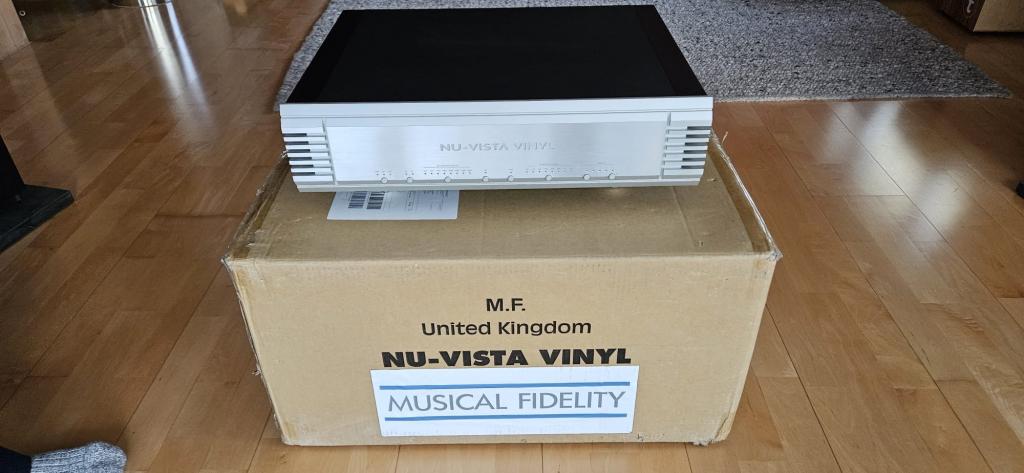 NU-VISTA VINYL
M.F.
United Kingdom
NU-VISTA VINYL
MUSICAL FIDELITY